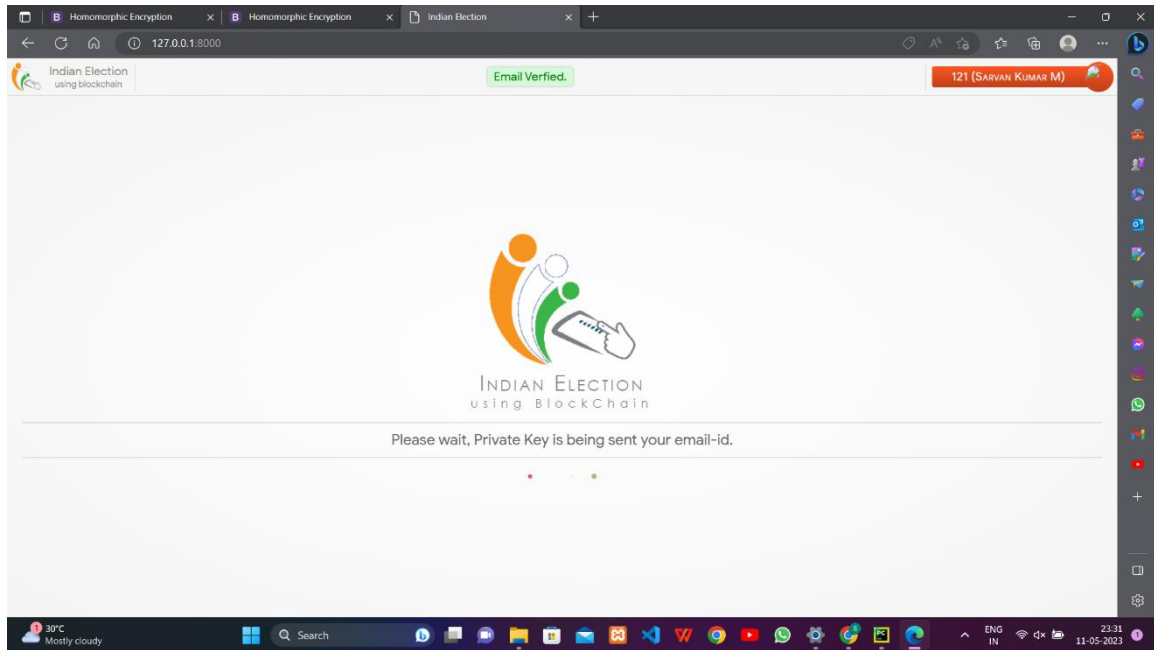 Homomorphic Encryption
Homomorphic Encryption
Indian Election
127.0.0.1:8000
Indian Election
using blockchain
Email Verfied.
121 (Sarvan Kumar M)
Indian Election
using BlockChain
Please wait, Private Key is being sent your email-id.
1
30°C
Mostly cloudy
Search
ENG
IN
23:31
11-05-2023
1